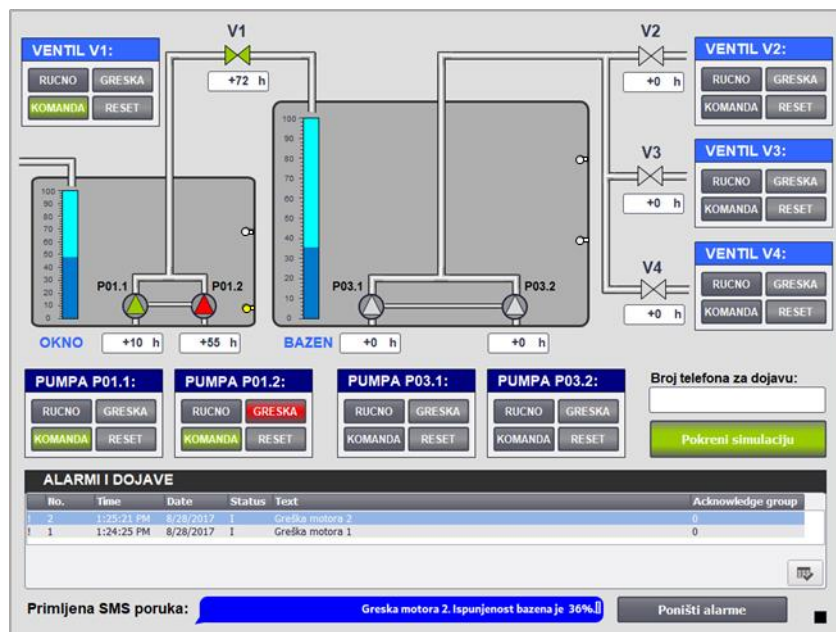 V1
V2
VENTIL V1:
RUCNO GRESKA
KOMANDA RESET
+72 h
+0 h
VENTIL V2:
RUCNO GRESKA
KOMANDA RESET
V3
+0 h
VENTIL V3:
RUCNO GRESKA
KOMANDA RESET
V4
+0 h
VENTIL V4:
RUCNO GRESKA
KOMANDA RESET
100
90
80
70
60
50
40
30
20
10
0
100
90
80
70
60
50
40
30
20
10
0
P01.1 P01.2
P03.1 P03.2
OKNO +10 h +55 h
BAZEN +0 h +0 h
PUMPA P01.1:
RUCNO GRESKA
KOMANDA RESET
PUMPA P01.2:
RUCNO GRESKA
KOMANDA RESET
PUMPA P03.1:
RUCNO GRESKA
KOMANDA RESET
PUMPA P03.2:
RUCNO GRESKA
KOMANDA RESET
Broj telefona za dojavu:
Pokreni simulaciju
ALARMI I DOJAVE
No. Time Date Status Text Acknowledge group
! 2 1:25:21 PM 8/28/2017 I Greška motora 2 0
! 1 1:24:25 PM 8/28/2017 I Greška motora 1 0
Primljena SMS poruka: Greska motora 2. Ispunjenost bazena je 36%.
Poništi alarme